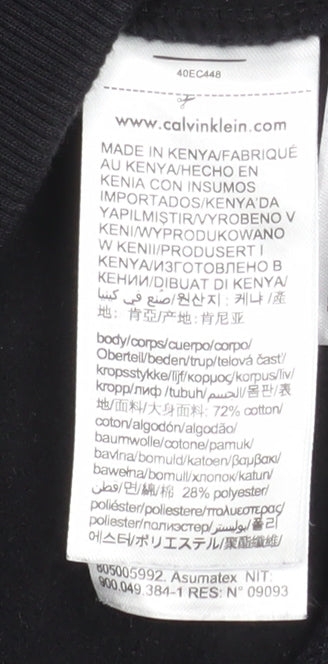 40EC448
www.calvinklein.com
MADE IN KENYA/FABRIQUÉ
AU KENYA/HECHO EN
KENIA CON INSUMOS
IMPORTADOS/KENYA'DA
YAPILMIŞTIR/VYROBENO V
KENI/WYPRODUKOWANO
W KENII/PRODUSERT I
KENYA/ИЗГОТОВЛЕНО В
КЕНИИ/DIBUAT DI KENYA/
صنع في كينيا/원산지 : 케냐 /產
地: 肯亞/产地: 肯尼亚
body/corps/cuerpo/corpo/
Oberteil/beden/trup/telová časť/
kroppsstykke/lijf/κορμος/korpus/liv/
kropp/лиф /tubuh/الجسم/몸판/表
地/面料/大身面料: 72% cotton/
coton/algodón/algodão/
baumwolle/cotone/pamuk/
bavlna/bomuld/katoen/βαμβακι/
bawełna/bomull/хлопок/katun/
قطن/면/綿/棉 28% polyester/
poliéster/poliestere/πολυεστερας/
poliester/полиэстер/بوليستر/폴리
에스터/ポリエステル/聚酯纖維/
805005992. Asumatex NIT:
900.049.384-1 RES: N° 09093